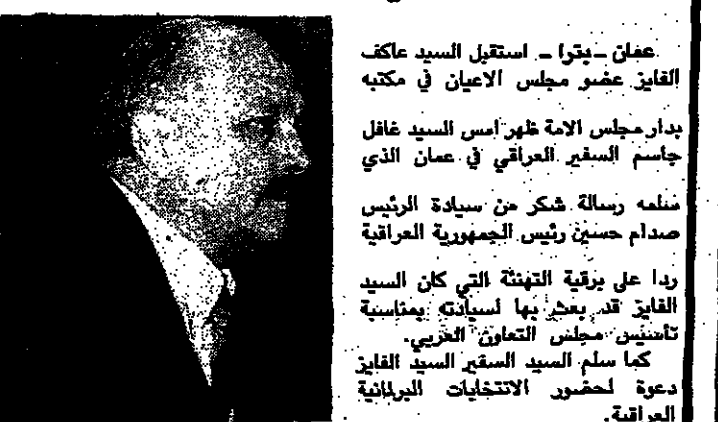 عمان ـ بترا ـ استقبل السيد عاكف
الفايز عضو مجلس الاعيان في مكتبه
بدار مجلس الامة ظهر امس السيد غافل
جاسم السفير العراقي في عمان الذي
سلمه رسالة شكر من سيادة الرئيس
صدام حسين رئيس الجمهورية العراقية
ردا على برقية التهنئة التي كان السيد
الفايز قد بعث بها لسيادته بمناسبة
تأسيس مجلس التعاون العربي.
كما سلم السيد السفير السيد الفايز
دعوة لحضور الانتخابات البرلمانية
العراقية.